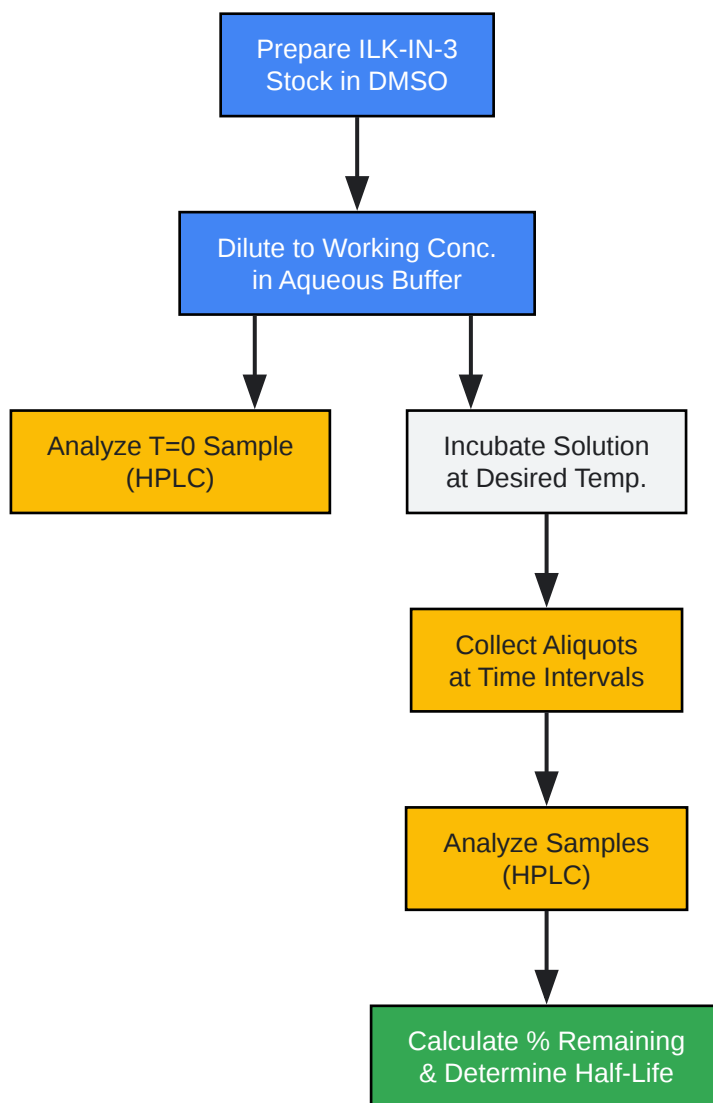 Prepare ILK-IN-3
Stock in DMSO
Dilute to Working Conc.
in Aqueous Buffer
Analyze T=0 Sample
(HPLC)
Incubate Solution
at Desired Temp.
Collect Aliquots
at Time Intervals
Analyze Samples
(HPLC)
Calculate % Remaining
& Determine Half-Life